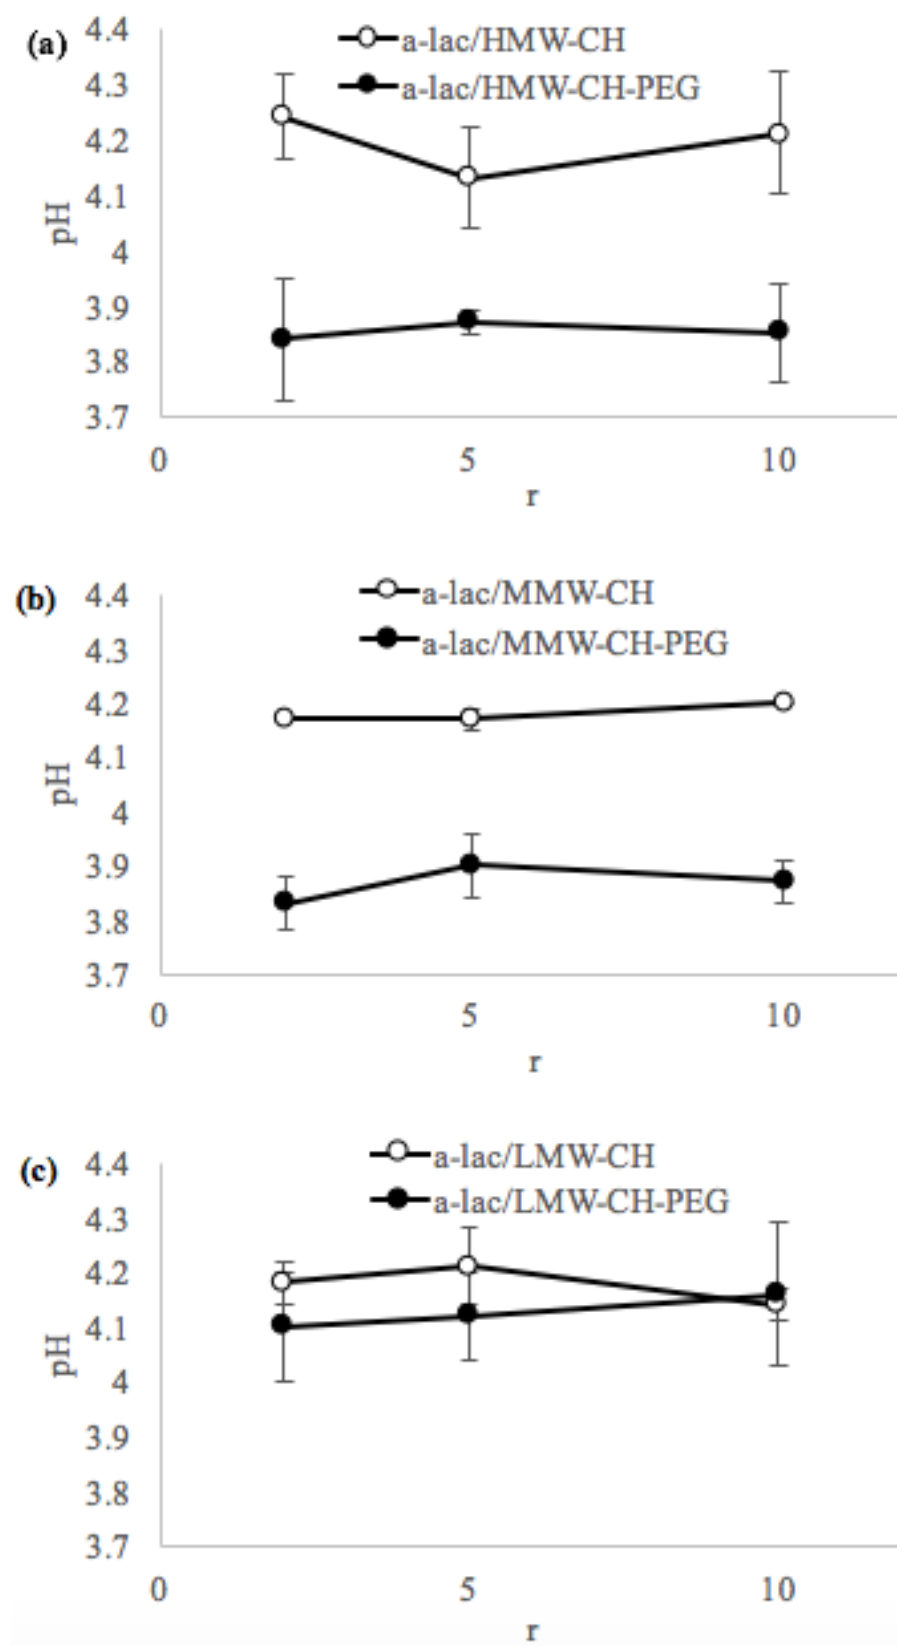 (a)
4.4
4.3
4.2
4.1
4
3.9
3.8
3.7
pH
a-lac/HMW-CH
a-lac/HMW-CH-PEG
0 5 10
r
(b)
4.4
4.3
4.2
4.1
4
3.9
3.8
3.7
pH
a-lac/MMW-CH
a-lac/MMW-CH-PEG
0 5 10
r
(c)
4.4
4.3
4.2
4.1
4
3.9
3.8
3.7
pH
a-lac/LMW-CH
a-lac/LMW-CH-PEG
0 5 10
r